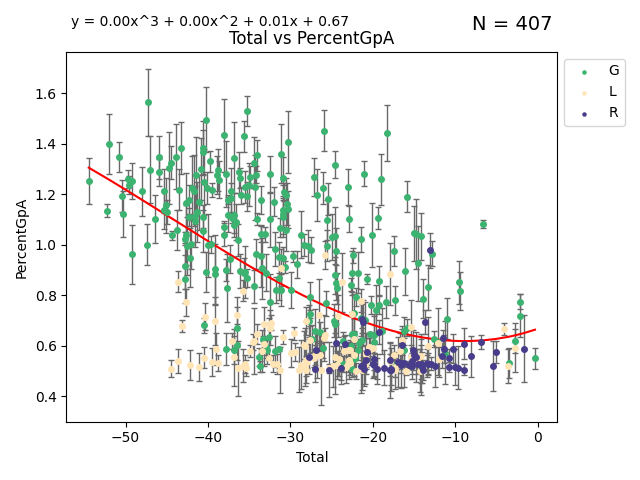 y = 0.00x^3 + 0.00x^2 + 0.01x + 0.67
N = 407
Total vs PercentGpA
G
L
R
PercentGpA
1.6
1.4
1.2
1.0
0.8
0.6
0.4
−50
−40
−30
−20
−10
0
Total